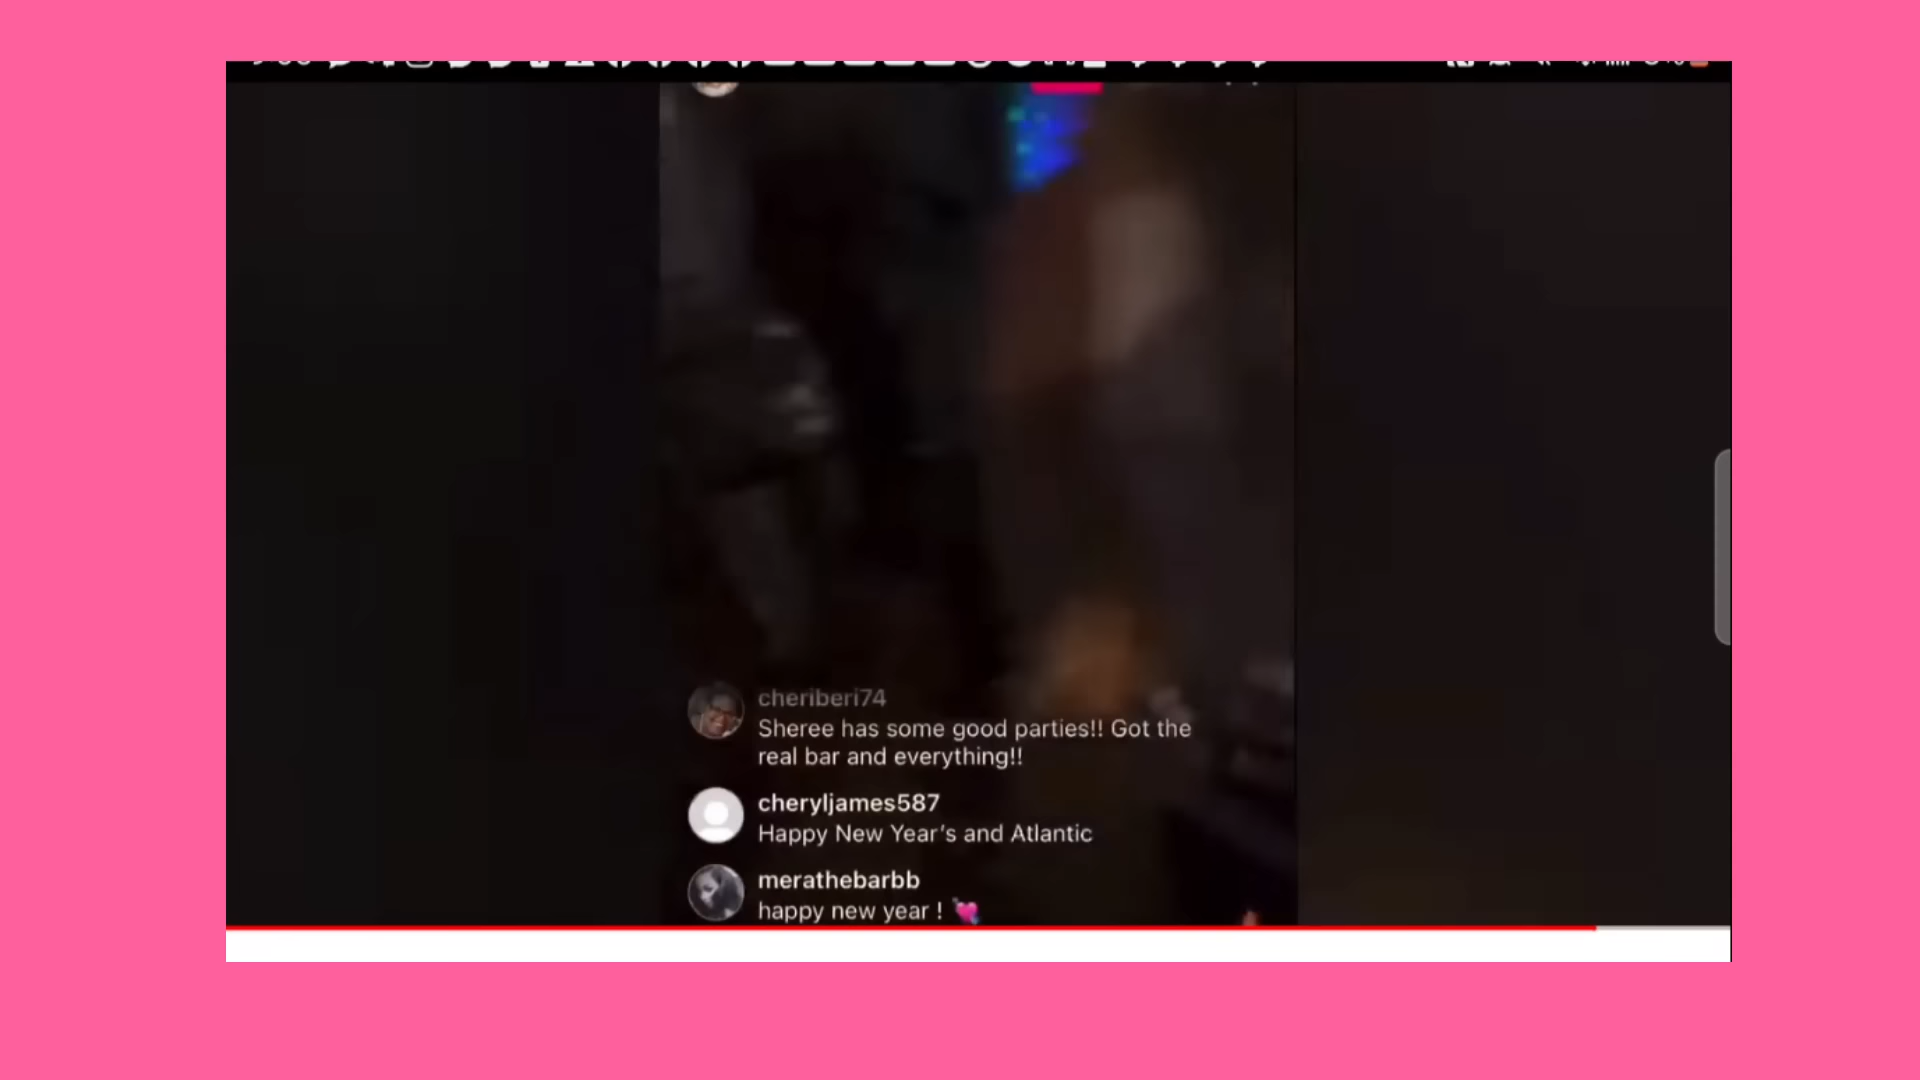 cheriberi74
Sheree has some good parties!! Got the
real bar and everything!!
cheryljames587
Happy New Year’s and Atlantic
merathebarbb
happy new year ! 💘